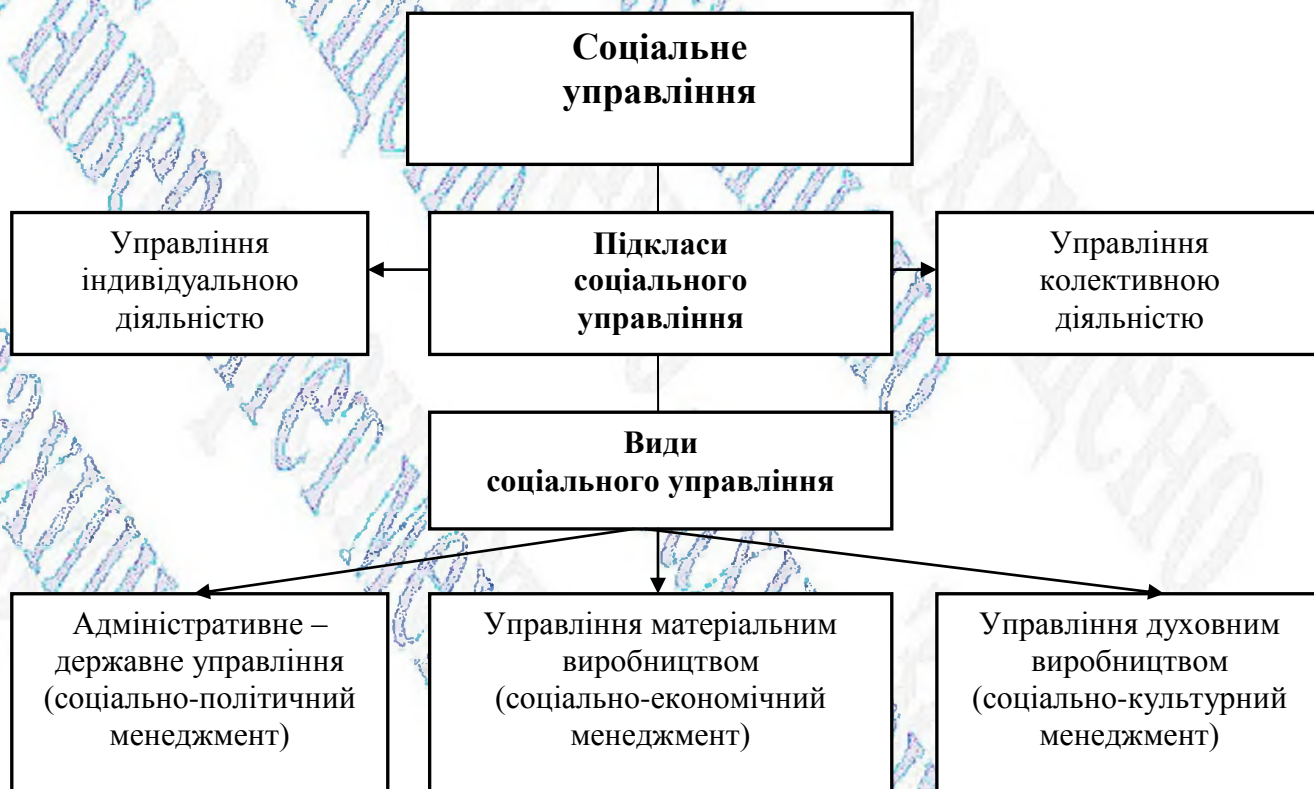 Соціальне
управління
Управління
індивідуальною
діяльністю
Підкласи
соціального
управління
Управління
колективною
діяльністю
Види
соціального управління
Адміністративне –
державне управління
(соціально-політичний
менеджмент)
Управління матеріальним
виробництвом
(соціально-економічний
менеджмент)
Управління духовним
виробництвом
(соціально-культурний
менеджмент)